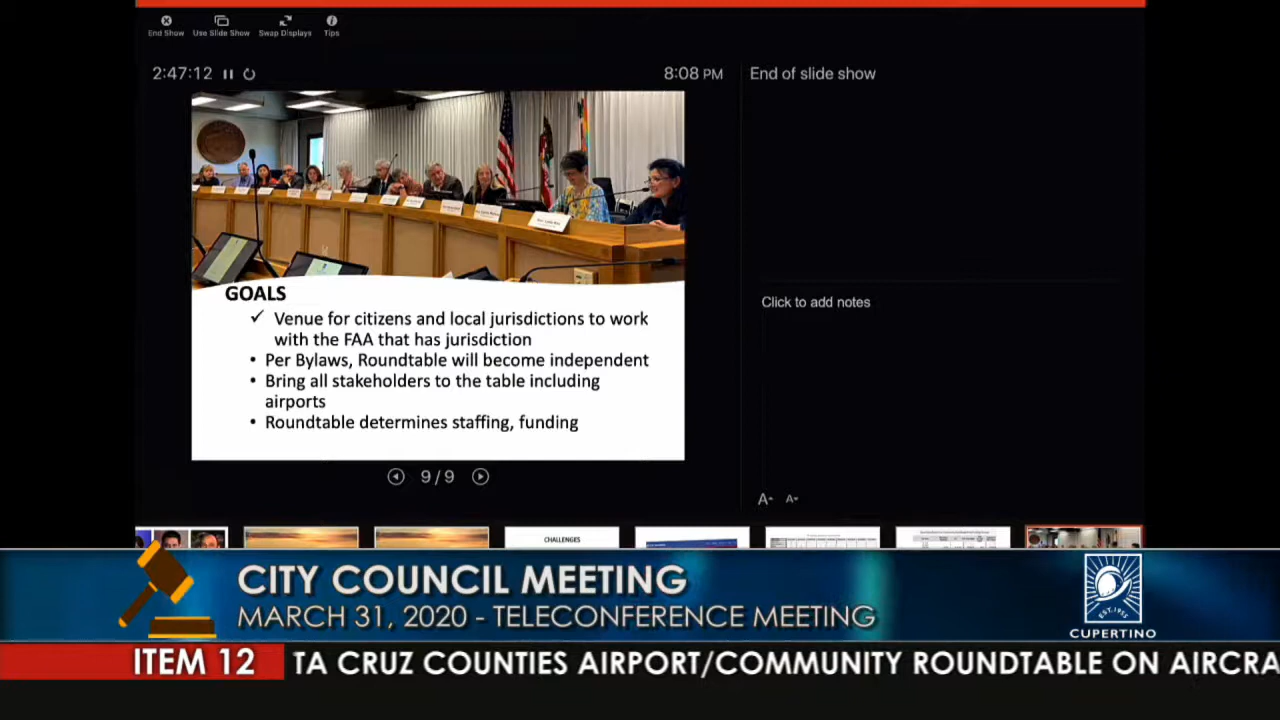 End Show
Use Slide Show
Swap Displays
Tips
2:47:12
8:08 PM
End of slide show
GOALS
✓ Venue for citizens and local jurisdictions to work
with the FAA that has jurisdiction
• Per Bylaws, Roundtable will become independent
• Bring all stakeholders to the table including
airports
• Roundtable determines staffing, funding
Click to add notes
9/9
A
A
CHALLENGES
CITY COUNCIL MEETING
MARCH 31, 2020 - TELECONFERENCE MEETING
EST. 1955
CUPERTINO
ITEM 12
TA CRUZ COUNTIES AIRPORT/COMMUNITY ROUNDTABLE ON AIRCRA